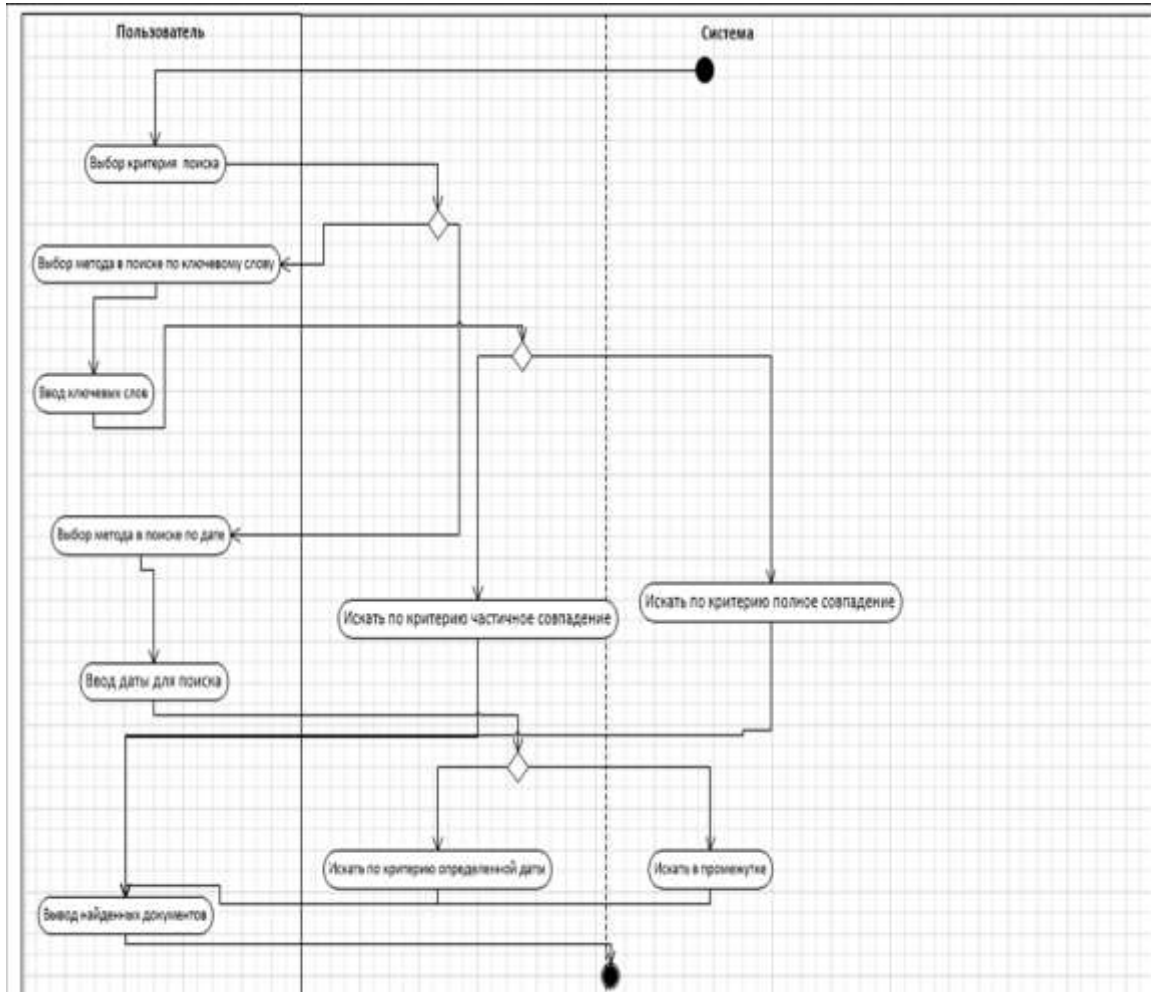 Пользователь
Система
Выбор критерия поиска
Выбор метода в поиске по ключевому слову
Ввод ключевых слов
Выбор метода в поиске по дате
Искать по критерию частичное совпадение
Искать по критерию полное совпадение
Ввод даты для поиска
Искать по критерию определенной даты
Искать в промежутке
Вывод найденных документов